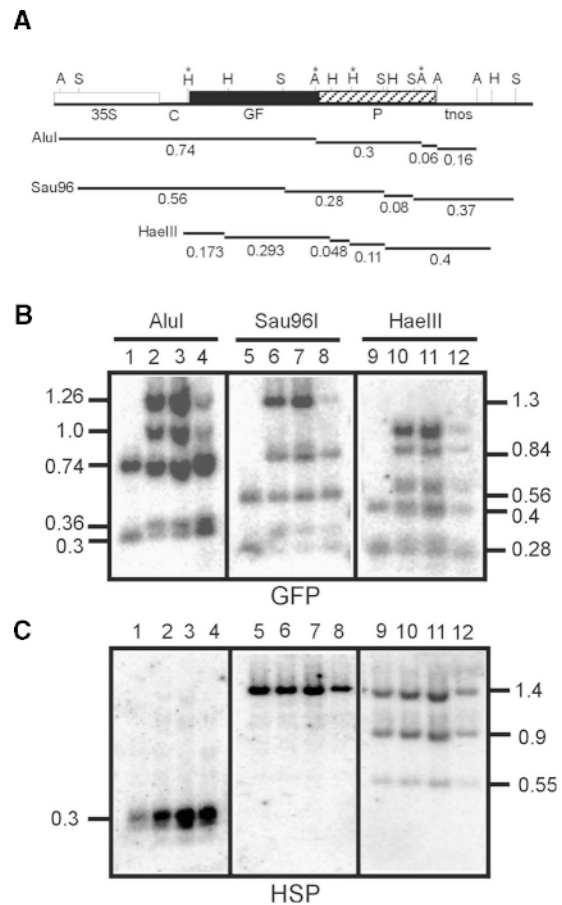 A
* * * *
A S H H S A H H SH SA A A H S
35S C GF P tnos
AluI
0.74 0.3 0.06 0.16
Sau96
0.56 0.28 0.08 0.37
HaeIII
0.173 0.293 0.048 0.11 0.4
B
AluI Sau96I HaeIII
1 2 3 4 5 6 7 8 9 10 11 12
1.26
1.0
0.74
0.36
0.3
1.3
0.84
0.56
0.4
0.28
GFP
C
1 2 3 4 5 6 7 8 9 10 11 12
0.3
1.4
0.9
0.55
HSP